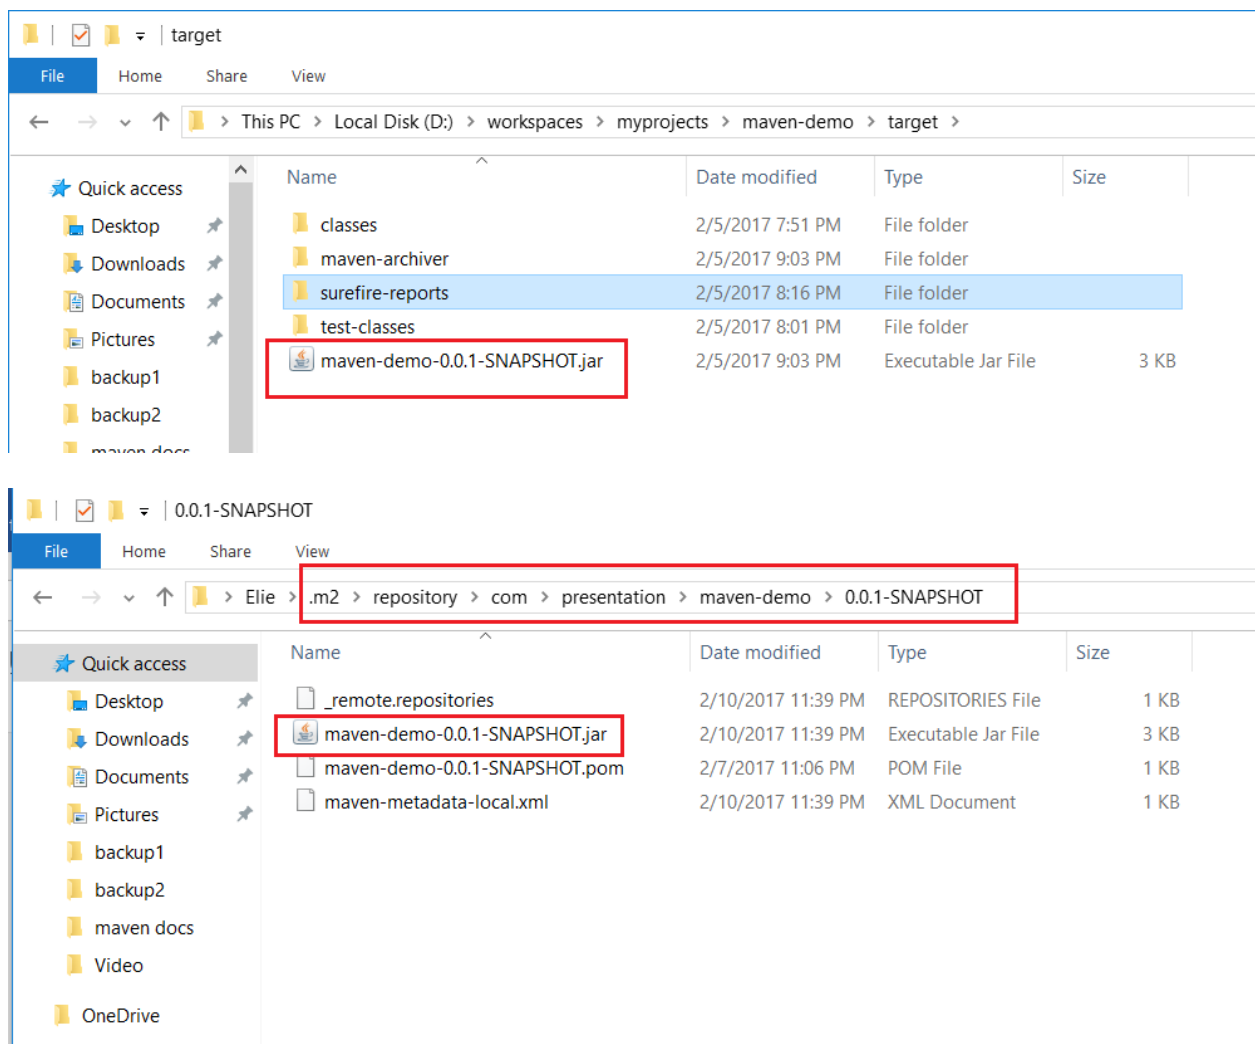 target
File Home Share View
This PC > Local Disk (D:) > workspaces > myprojects > maven-demo > target >
Name Date modified Type Size
Quick access
Desktop
Downloads
Documents
Pictures
backup1
backup2
maven docs
classes 2/5/2017 7:51 PM File folder
maven-archiver 2/5/2017 9:03 PM File folder
surefire-reports 2/5/2017 8:16 PM File folder
test-classes 2/5/2017 8:01 PM File folder
maven-demo-0.0.1-SNAPSHOT.jar 2/5/2017 9:03 PM Executable Jar File 3 KB
0.0.1-SNAPSHOT
File Home Share View
> Elie > .m2 > repository > com > presentation > maven-demo > 0.0.1-SNAPSHOT
Name Date modified Type Size
Quick access
Desktop
Downloads
Documents
Pictures
backup1
backup2
maven docs
Video
OneDrive
_remote.repositories 2/10/2017 11:39 PM REPOSITORIES File 1 KB
maven-demo-0.0.1-SNAPSHOT.jar 2/10/2017 11:39 PM Executable Jar File 3 KB
maven-demo-0.0.1-SNAPSHOT.pom 2/7/2017 11:06 PM POM File 1 KB
maven-metadata-local.xml 2/10/2017 11:39 PM XML Document 1 KB